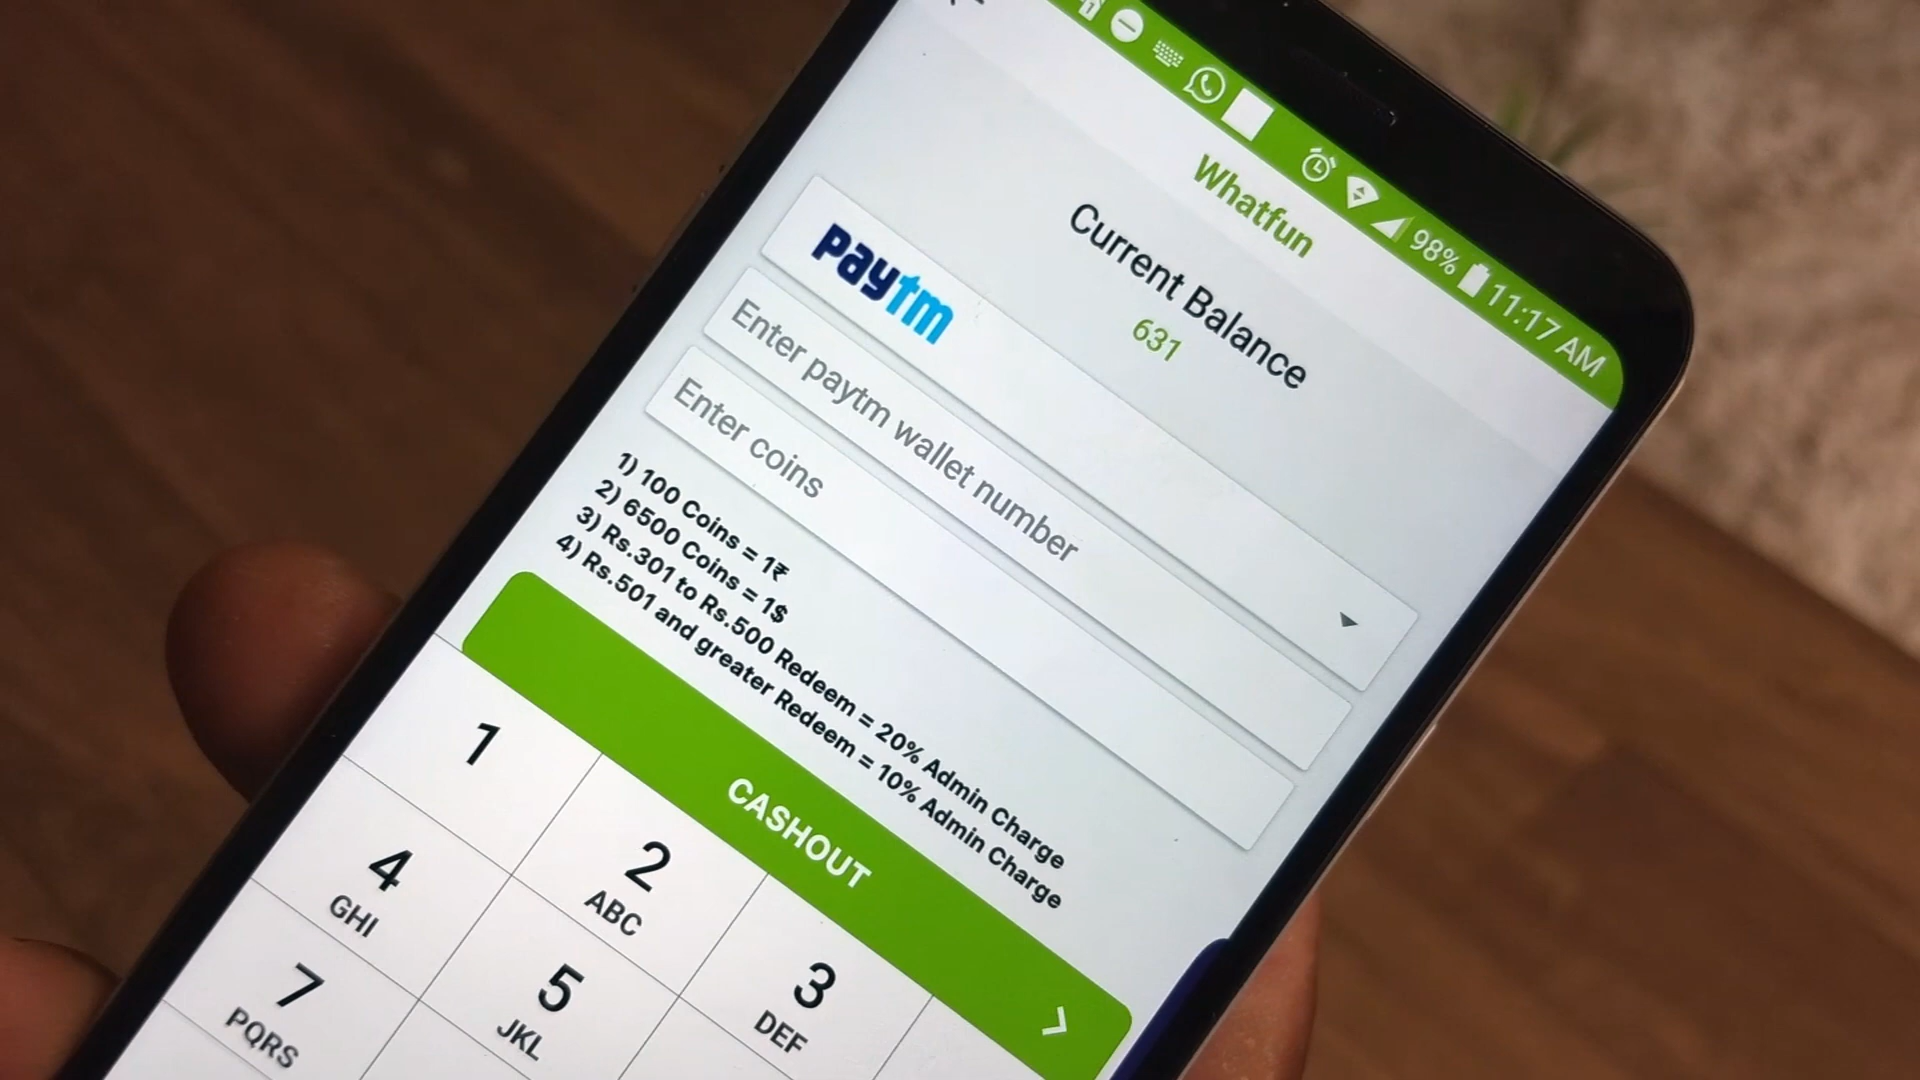 98% 11:17 AM
Whatfun
Current Balance
631
paytm
Enter paytm wallet number
Enter coins
1) 100 Coins = 1₹
2) 6500 Coins = 1$
3) Rs.301 to Rs.500 Redeem = 20% Admin Charge
4) Rs.501 and greater Redeem = 10% Admin Charge
CASHOUT
1
2
ABC
3
DEF
4
GHI
5
JKL
7
PQRS